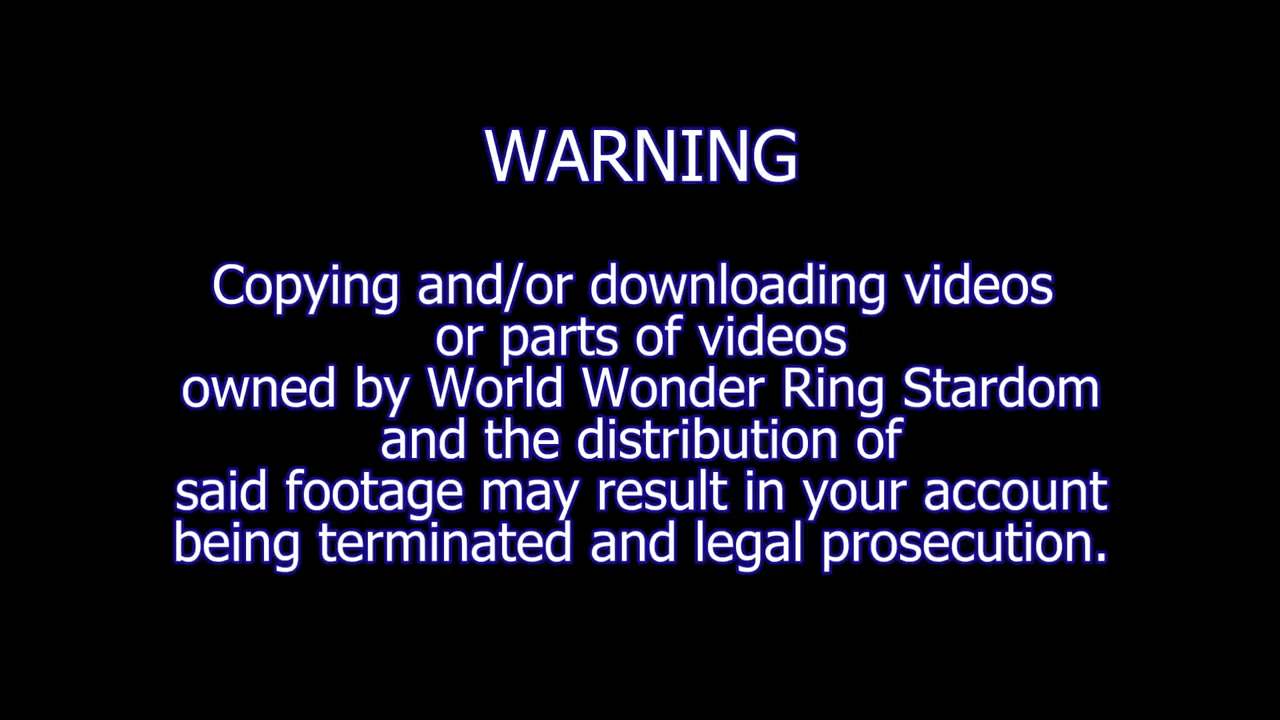 WARNING
Copying and/or downloading videos
or parts of videos
owned by World Wonder Ring Stardom
and the distribution of
said footage may result in your account
being terminated and legal prosecution.